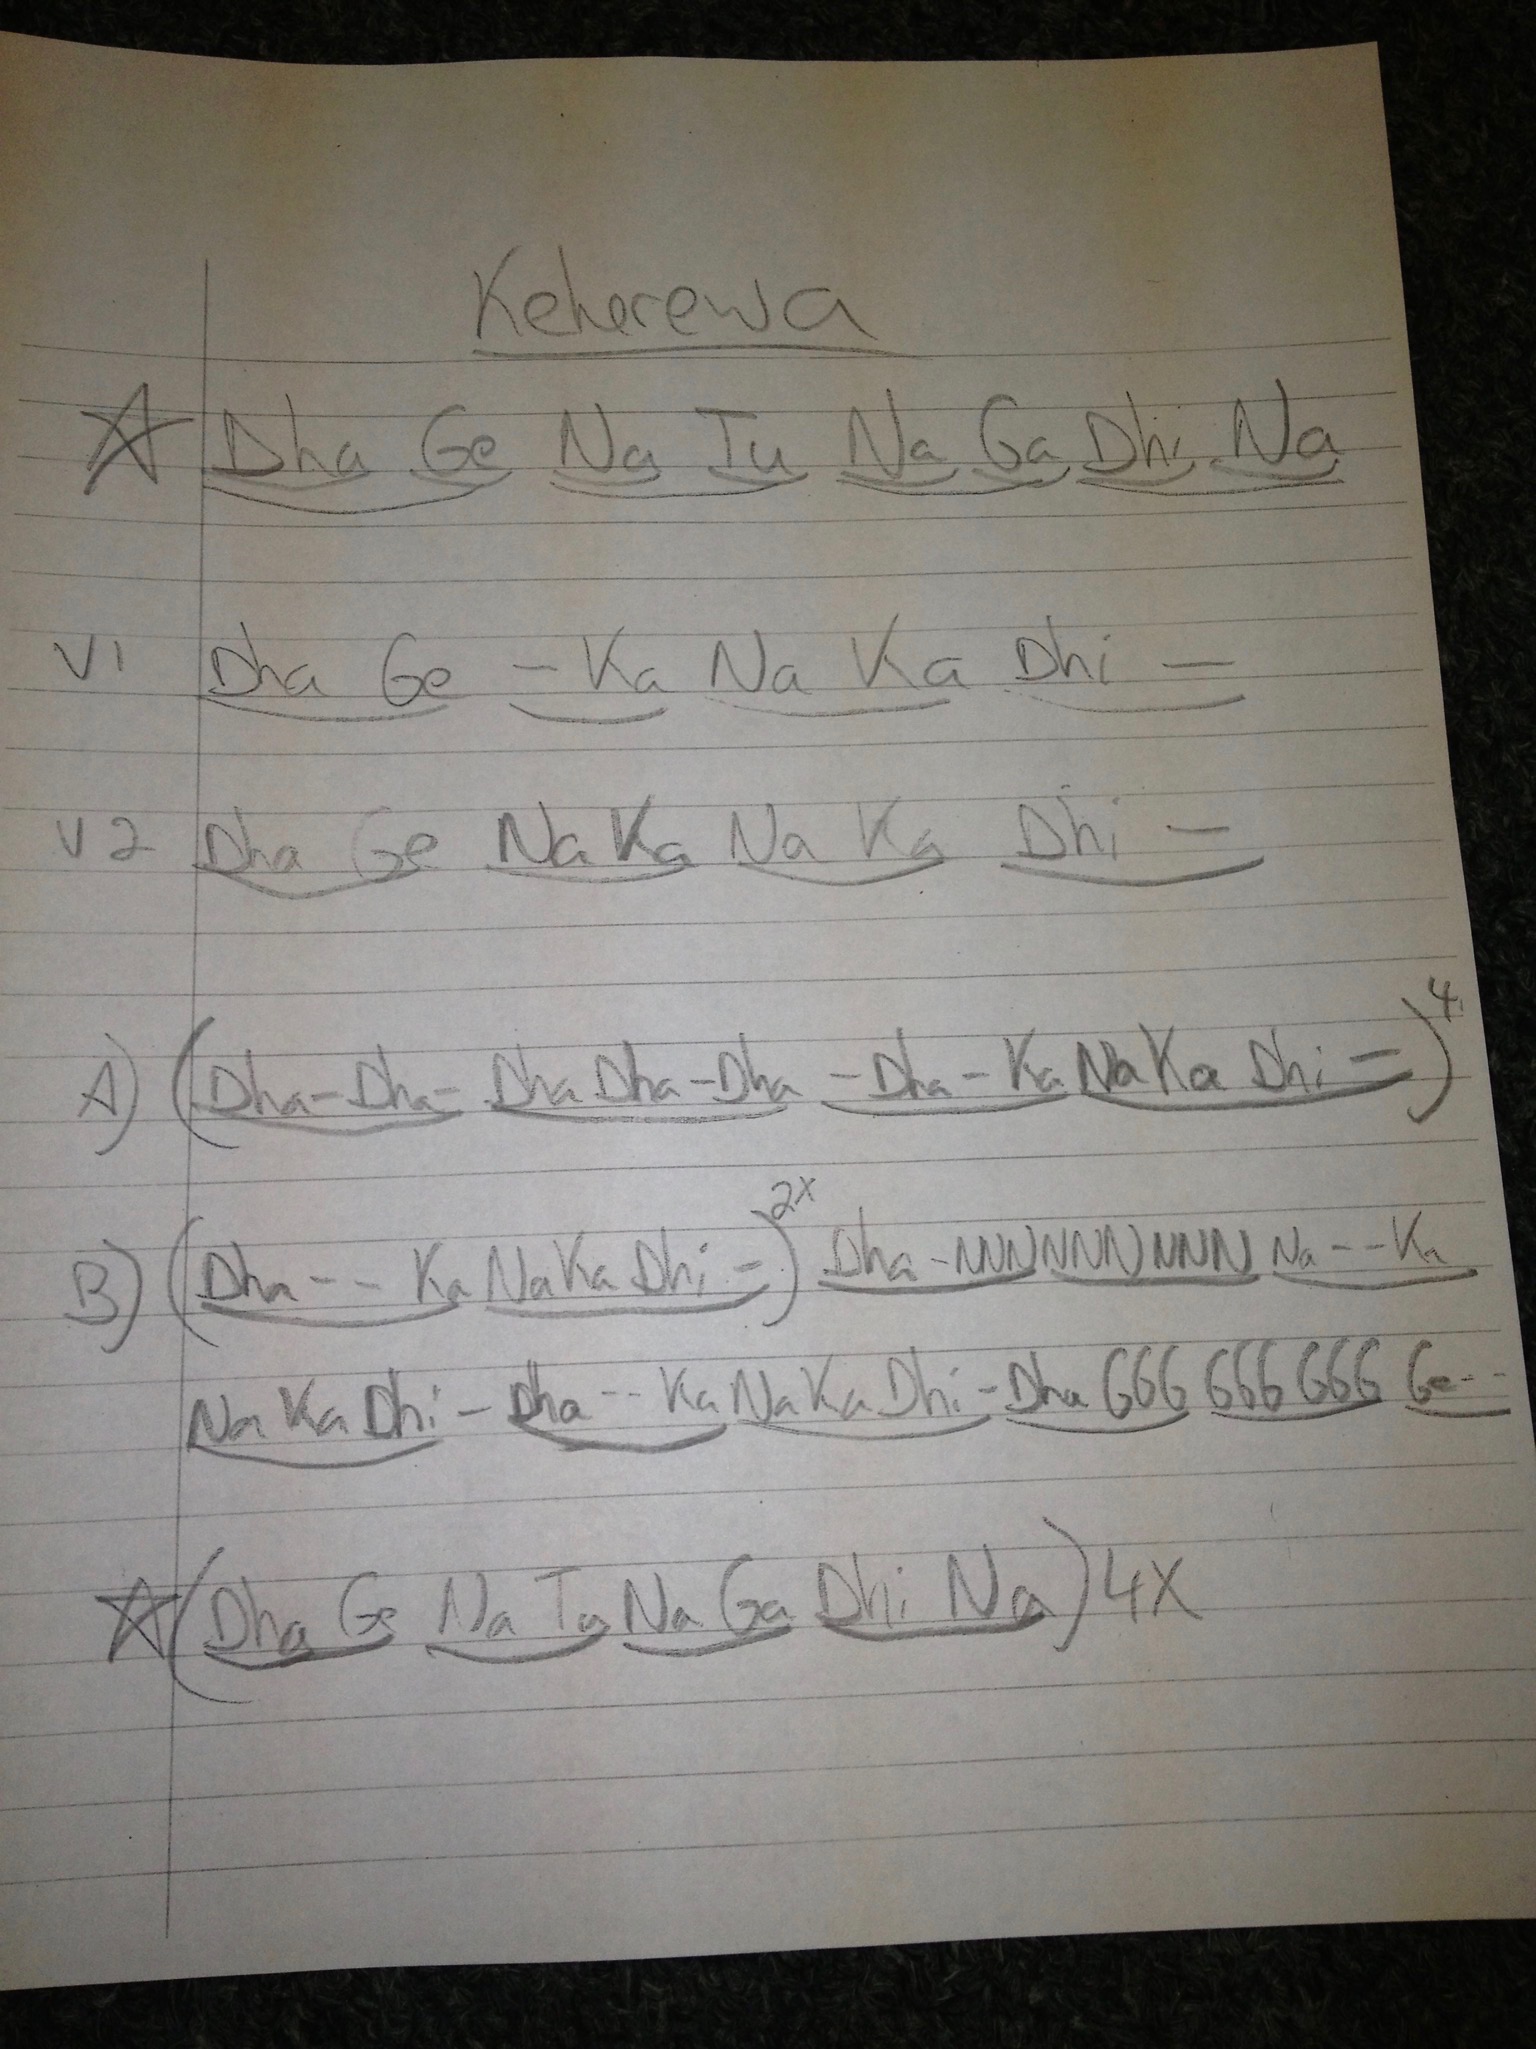 Keherewa
☆ Dha Ge Na Tu Na Ga Dhi Na
V1 Dha Ge - Ka Na Ka Dhi -
V2 Dha Ge Na Ka Na Ka Dhi -
A) (Dha - Dha - Dha Dha - Dha - Dha - Ka Na Ka Dhi -)4
B) (Dha - - Ka Na Ka Dhi -)2x Dha - NNN NNN NNN Na - - Ka
Na Ka Dhi - Dha - - Ka Na Ka Dhi - Dha GGG GGG GGG Ge - -
☆ (Dha Ge Na Tu Na Ga Dhi Na) 4X